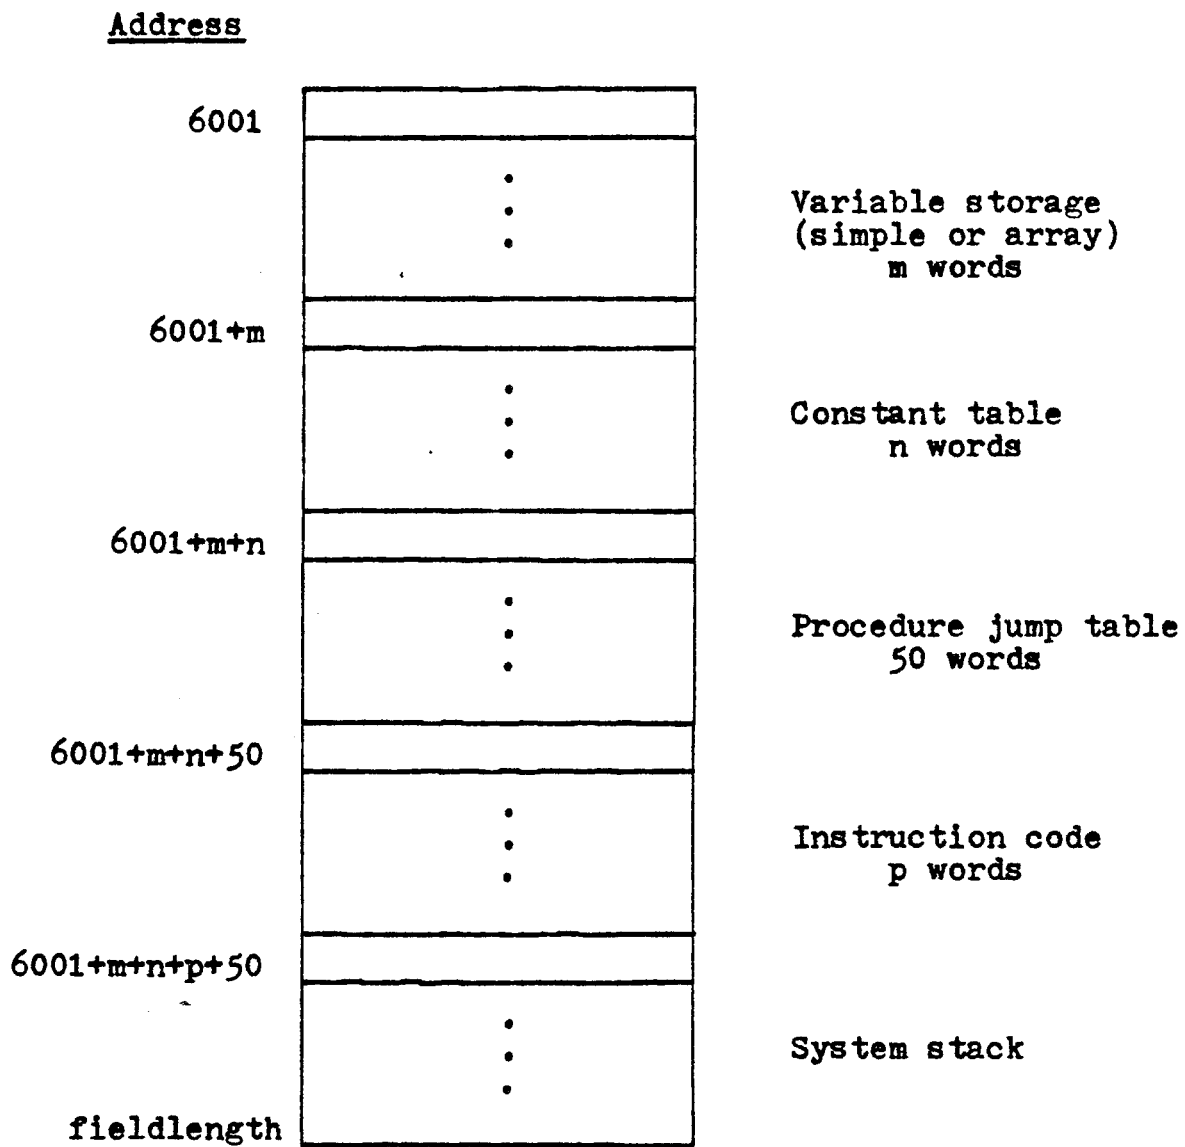 Address
6001
Variable storage
(simple or array)
m words
6001+m
Constant table
n words
6001+m+n
Procedure jump table
50 words
6001+m+n+50
Instruction code
p words
6001+m+n+p+50
System stack
fieldlength